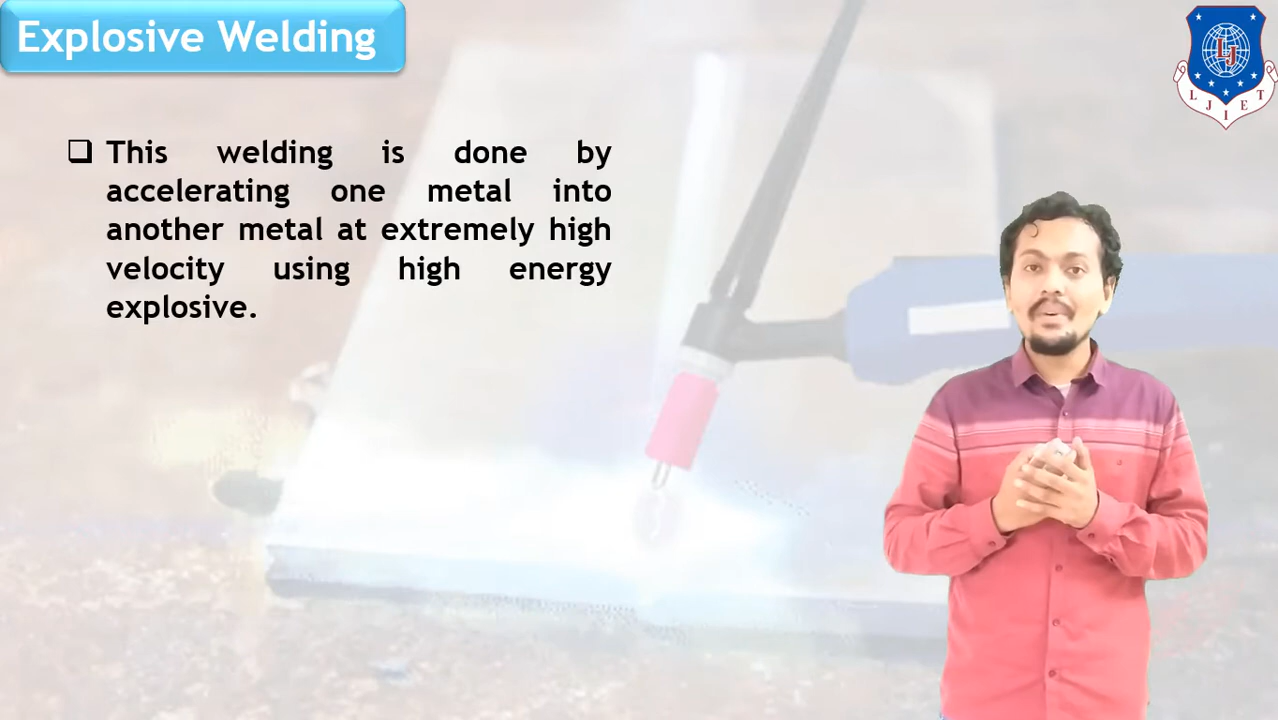 Explosive Welding
LJ
L J I E T
❑ This welding is done by
accelerating one metal into
another metal at extremely high
velocity using high energy
explosive.